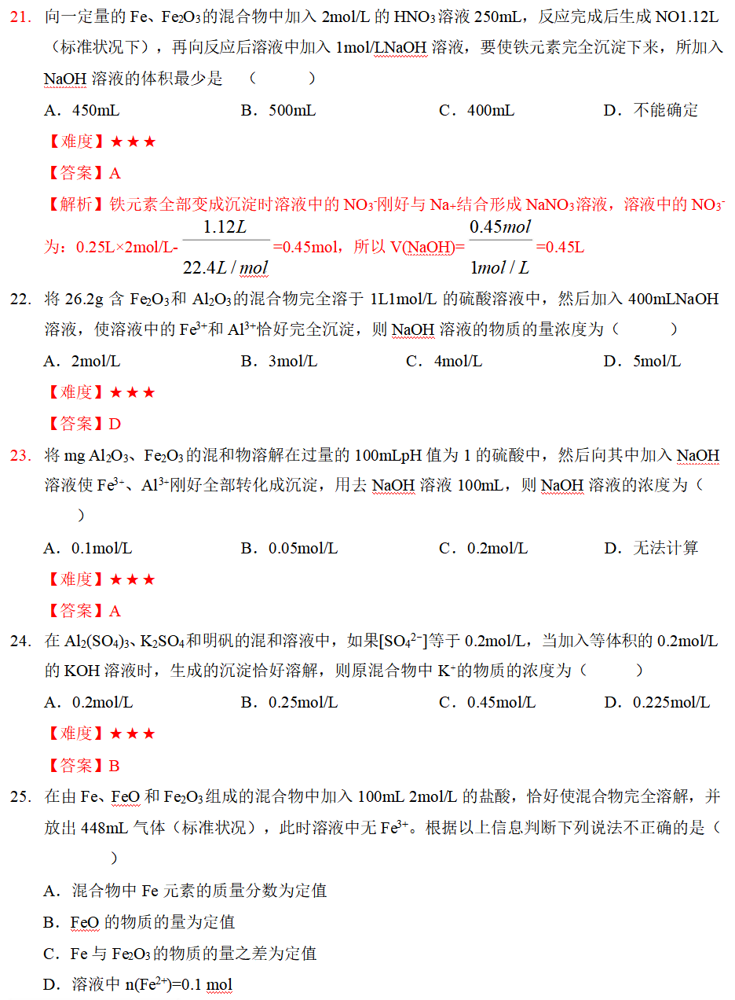 21. 向一定量的 Fe、Fe₂O₃的混合物中加入 2mol/L 的 HNO₃溶液 250mL，反应完成后生成 NO1.12L
（标准状况下），再向反应后溶液中加入 1mol/LNaOH 溶液，要使铁元素完全沉淀下来，所加入
NaOH 溶液的体积最少是 （ ）
A．450mL B．500mL C．400mL D．不能确定
【难度】★★★
【答案】A
【解析】铁元素全部变成沉淀时溶液中的 NO₃⁻刚好与 Na₊结合形成 NaNO₃溶液，溶液中的 NO₃⁻
为：0.25L×2mol/L- 1.12L / 22.4L / mol =0.45mol，所以 V(NaOH)= 0.45mol / 1mol / L =0.45L
22. 将 26.2g 含 Fe₂O₃和 Al₂O₃的混合物完全溶于 1L1mol/L 的硫酸溶液中，然后加入 400mLNaOH
溶液，使溶液中的 Fe³⁺和 Al³⁺恰好完全沉淀，则 NaOH 溶液的物质的量浓度为（ ）
A．2mol/L B．3mol/L C．4mol/L D．5mol/L
【难度】★★★
【答案】D
23. 将 mg Al₂O₃、Fe₂O₃的混和物溶解在过量的 100mLpH 值为 1 的硫酸中，然后向其中加入 NaOH
溶液使 Fe³⁺、Al³⁺刚好全部转化成沉淀，用去 NaOH 溶液 100mL，则 NaOH 溶液的浓度为（
）
A．0.1mol/L B．0.05mol/L C．0.2mol/L D．无法计算
【难度】★★★
【答案】A
24. 在 Al₂(SO₄)₃、K₂SO₄和明矾的混和溶液中，如果[SO₄²⁻]等于 0.2mol/L，当加入等体积的 0.2mol/L
的 KOH 溶液时，生成的沉淀恰好溶解，则原混合物中 K⁺的物质的浓度为（ ）
A．0.2mol/L B．0.25mol/L C．0.45mol/L D．0.225mol/L
【难度】★★★
【答案】B
25. 在由 Fe、FeO 和 Fe₂O₃组成的混合物中加入 100mL 2mol/L 的盐酸，恰好使混合物完全溶解，并
放出 448mL 气体（标准状况），此时溶液中无 Fe³⁺。根据以上信息判断下列说法不正确的是（
）
A．混合物中 Fe 元素的质量分数为定值
B．FeO 的物质的量为定值
C．Fe 与 Fe₂O₃的物质的量之差为定值
D．溶液中 n(Fe²⁺)=0.1 mol